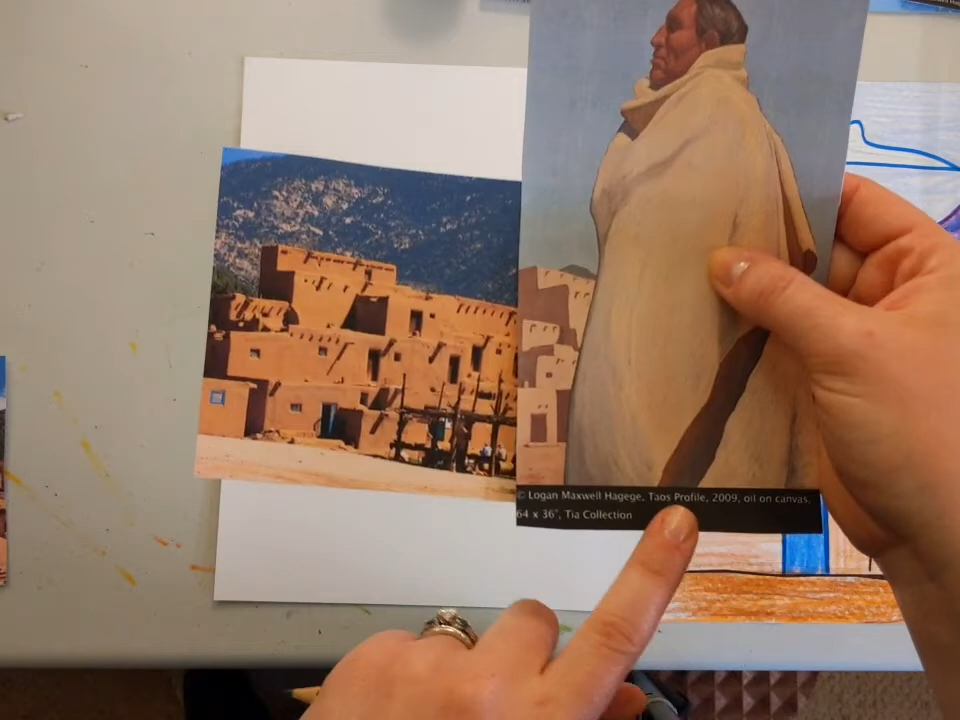 © Logan Maxwell Hagege, Taos Profile, 2009, oil on canvas,
64 x 36", Tia Collection